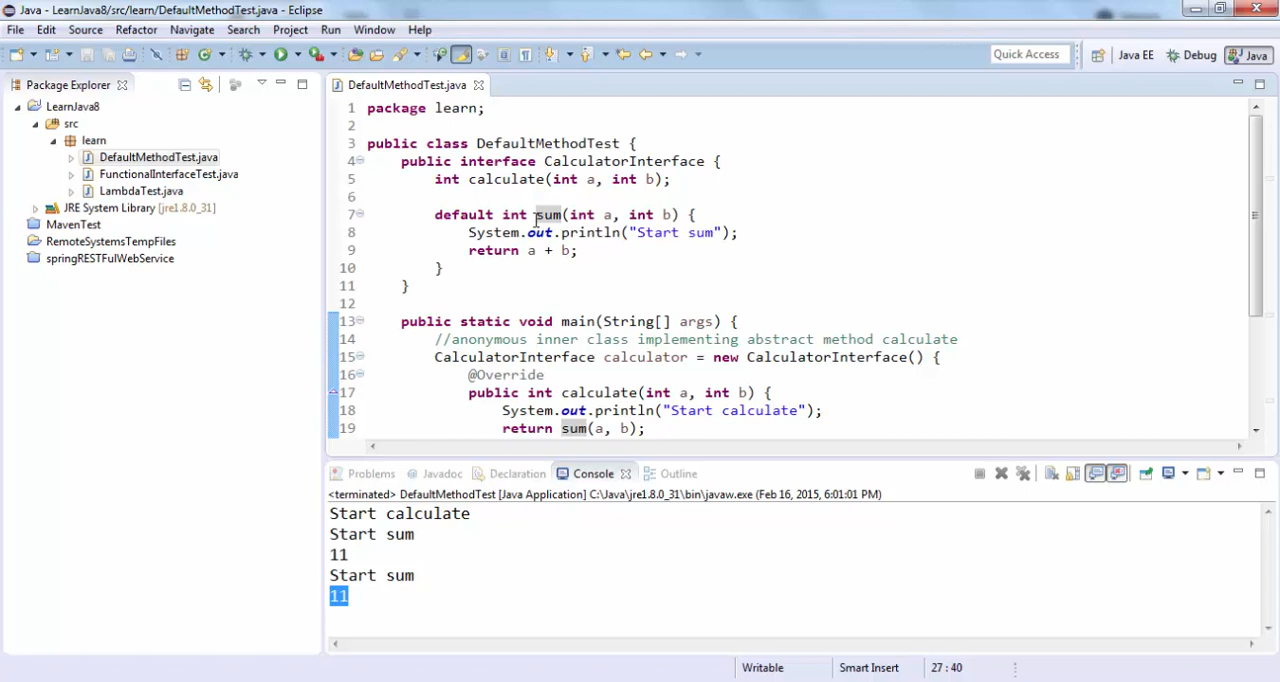 Java - LearnJava8/src/learn/DefaultMethodTest.java - Eclipse
File Edit Source Refactor Navigate Search Project Run Window Help
Quick Access Java EE Debug Java
Package Explorer
LearnJava8
src
learn
DefaultMethodTest.java
FunctionalInterfaceTest.java
LambdaTest.java
JRE System Library [jre1.8.0_31]
MavenTest
RemoteSystemsTempFiles
springRESTFulWebService
DefaultMethodTest.java
1 package learn;
2
3 public class DefaultMethodTest {
4 public interface CalculatorInterface {
5 int calculate(int a, int b);
6
7 default int sum(int a, int b) {
8 System.out.println("Start sum");
9 return a + b;
10 }
11 }
12
13 public static void main(String[] args) {
14 //anonymous inner class implementing abstract method calculate
15 CalculatorInterface calculator = new CalculatorInterface() {
16 @Override
17 public int calculate(int a, int b) {
18 System.out.println("Start calculate");
19 return sum(a, b);
Problems Javadoc Declaration Console Outline
<terminated> DefaultMethodTest [Java Application] C:\Java\jre1.8.0_31\bin\javaw.exe (Feb 16, 2015, 6:01:01 PM)
Start calculate
Start sum
11
Start sum
11
Writable Smart Insert 27 : 40